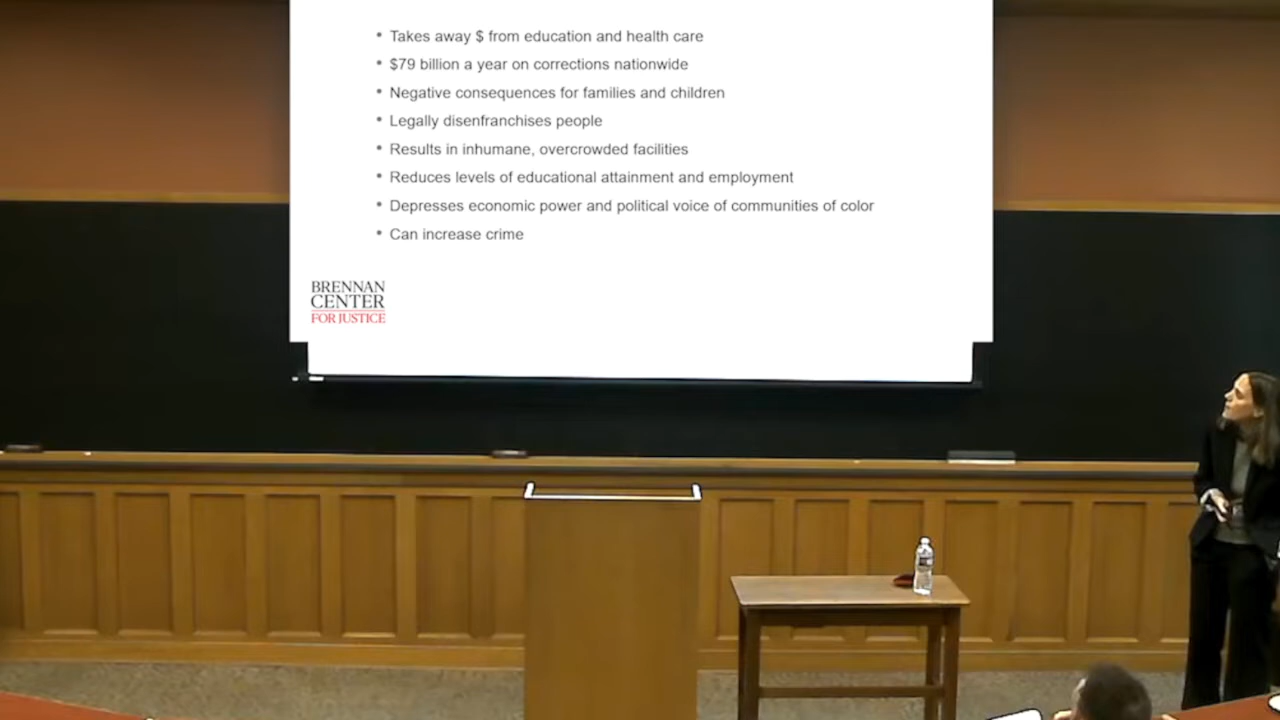 • Takes away $ from education and health care
• $79 billion a year on corrections nationwide
• Negative consequences for families and children
• Legally disenfranchises people
• Results in inhumane, overcrowded facilities
• Reduces levels of educational attainment and employment
• Depresses economic power and political voice of communities of color
• Can increase crime
BRENNAN
CENTER
FOR JUSTICE